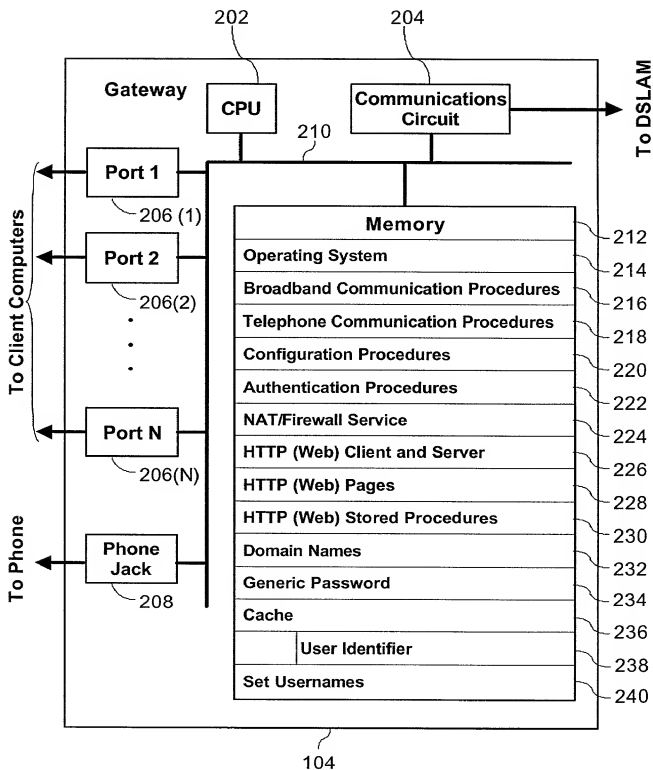 202
204
Gateway
CPU
Communications
Circuit
To DSLAM
210
Port 1
206 (1)
Port 2
206(2)
Port N
206(N)
To Client Computers
Phone
Jack
208
To Phone
Memory
212
Operating System
214
Broadband Communication Procedures
216
Telephone Communication Procedures
218
Configuration Procedures
220
Authentication Procedures
222
NAT/Firewall Service
224
HTTP (Web) Client and Server
226
HTTP (Web) Pages
228
HTTP (Web) Stored Procedures
230
Domain Names
232
Generic Password
234
Cache
236
User Identifier
238
Set Usernames
240
104